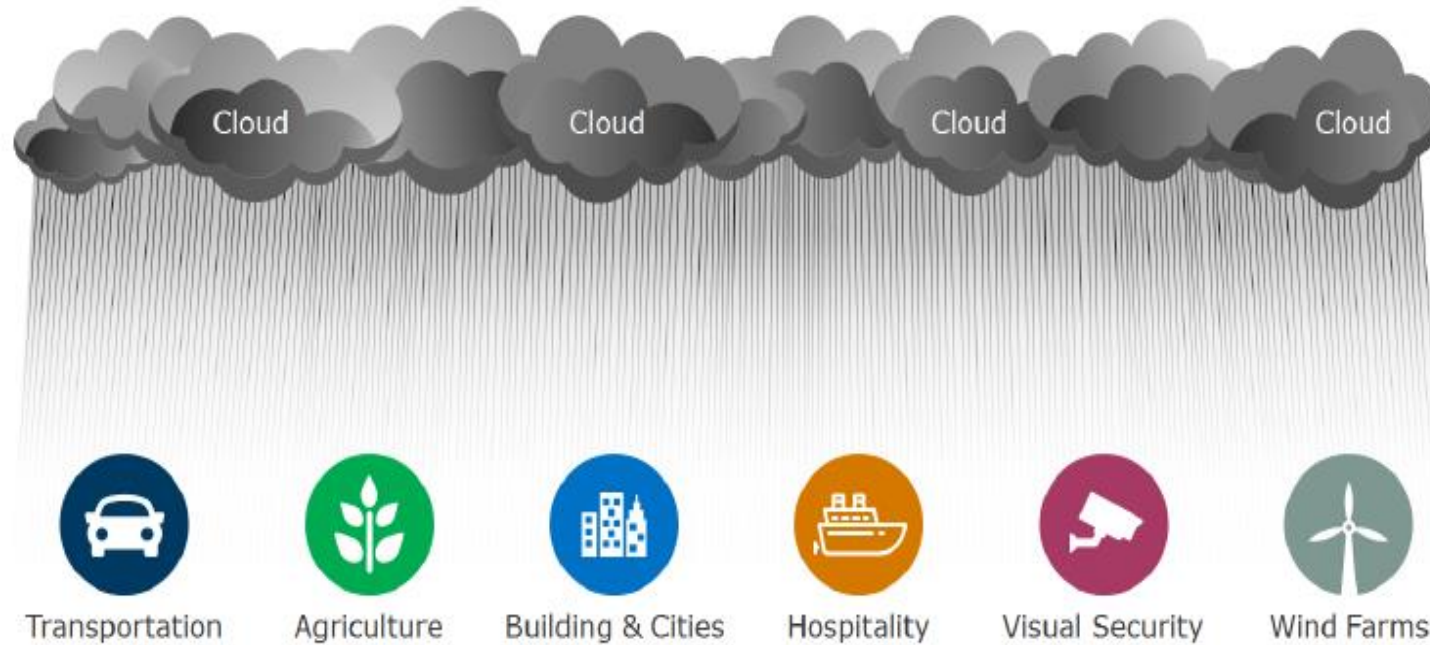 Cloud
Cloud
Cloud
Cloud
Transportation
Agriculture
Building & Cities
Hospitality
Visual Security
Wind Farms